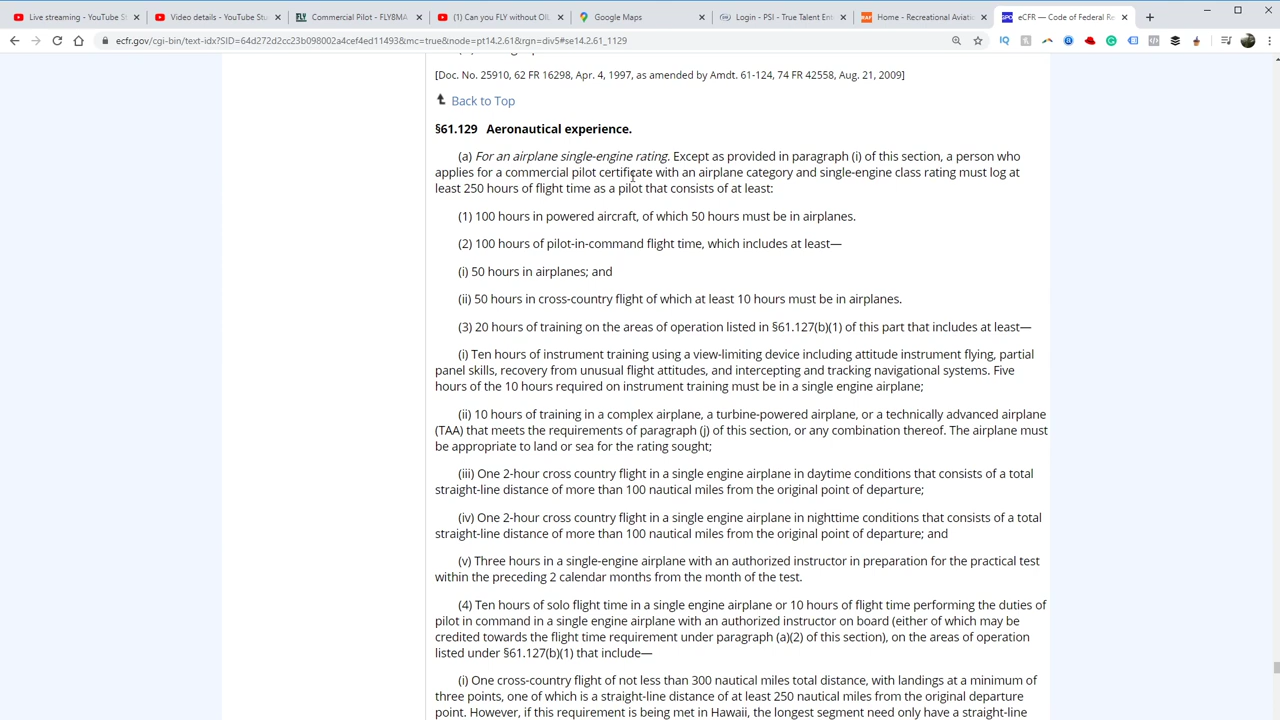 Live streaming - YouTube S
Video details - YouTube Stu
Commercial Pilot - FLY8MA
(1) Can you FLY without OIL
Google Maps
Login - PSI - True Talent Ent
Home - Recreational Aviatio
eCFR — Code of Federal Re
ecfr.gov/cgi-bin/text-idx?SID=64d272d2cc23b098002a4cef4ed11493&mc=true&node=pt14.2.61&rgn=div5#se14.2.61_1129
[Doc. No. 25910, 62 FR 16298, Apr. 4, 1997, as amended by Amdt. 61-124, 74 FR 42558, Aug. 21, 2009]
Back to Top
§61.129 Aeronautical experience.
(a) For an airplane single-engine rating. Except as provided in paragraph (i) of this section, a person who
applies for a commercial pilot certificate with an airplane category and single-engine class rating must log at
least 250 hours of flight time as a pilot that consists of at least:
(1) 100 hours in powered aircraft, of which 50 hours must be in airplanes.
(2) 100 hours of pilot-in-command flight time, which includes at least—
(i) 50 hours in airplanes; and
(ii) 50 hours in cross-country flight of which at least 10 hours must be in airplanes.
(3) 20 hours of training on the areas of operation listed in §61.127(b)(1) of this part that includes at least—
(i) Ten hours of instrument training using a view-limiting device including attitude instrument flying, partial
panel skills, recovery from unusual flight attitudes, and intercepting and tracking navigational systems. Five
hours of the 10 hours required on instrument training must be in a single engine airplane;
(ii) 10 hours of training in a complex airplane, a turbine-powered airplane, or a technically advanced airplane
(TAA) that meets the requirements of paragraph (j) of this section, or any combination thereof. The airplane must
be appropriate to land or sea for the rating sought;
(iii) One 2-hour cross country flight in a single engine airplane in daytime conditions that consists of a total
straight-line distance of more than 100 nautical miles from the original point of departure;
(iv) One 2-hour cross country flight in a single engine airplane in nighttime conditions that consists of a total
straight-line distance of more than 100 nautical miles from the original point of departure; and
(v) Three hours in a single-engine airplane with an authorized instructor in preparation for the practical test
within the preceding 2 calendar months from the month of the test.
(4) Ten hours of solo flight time in a single engine airplane or 10 hours of flight time performing the duties of
pilot in command in a single engine airplane with an authorized instructor on board (either of which may be
credited towards the flight time requirement under paragraph (a)(2) of this section), on the areas of operation
listed under §61.127(b)(1) that include—
(i) One cross-country flight of not less than 300 nautical miles total distance, with landings at a minimum of
three points, one of which is a straight-line distance of at least 250 nautical miles from the original departure
point. However, if this requirement is being met in Hawaii, the longest segment need only have a straight-line